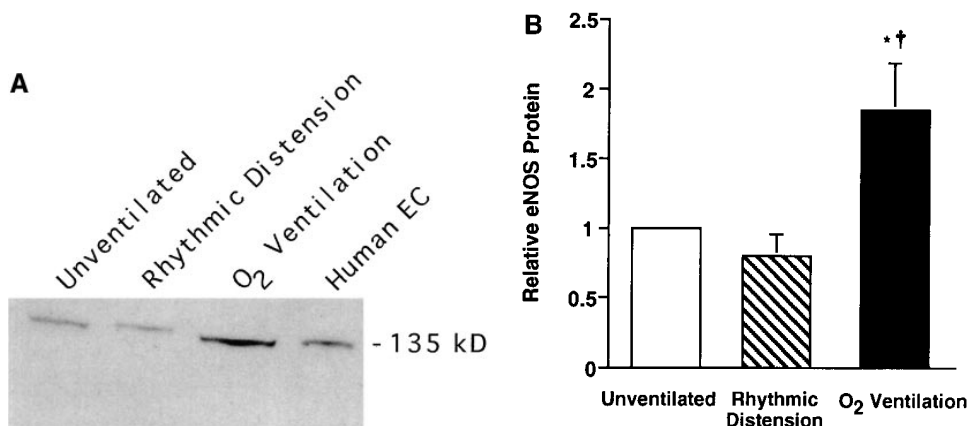 A
Unventilated
Rhythmic Distension
O2 Ventilation
Human EC
- 135 kD
B
Relative eNOS Protein
2.5
2
1.5
1
0.5
0
* †
Unventilated
Rhythmic
Distension
O2 Ventilation